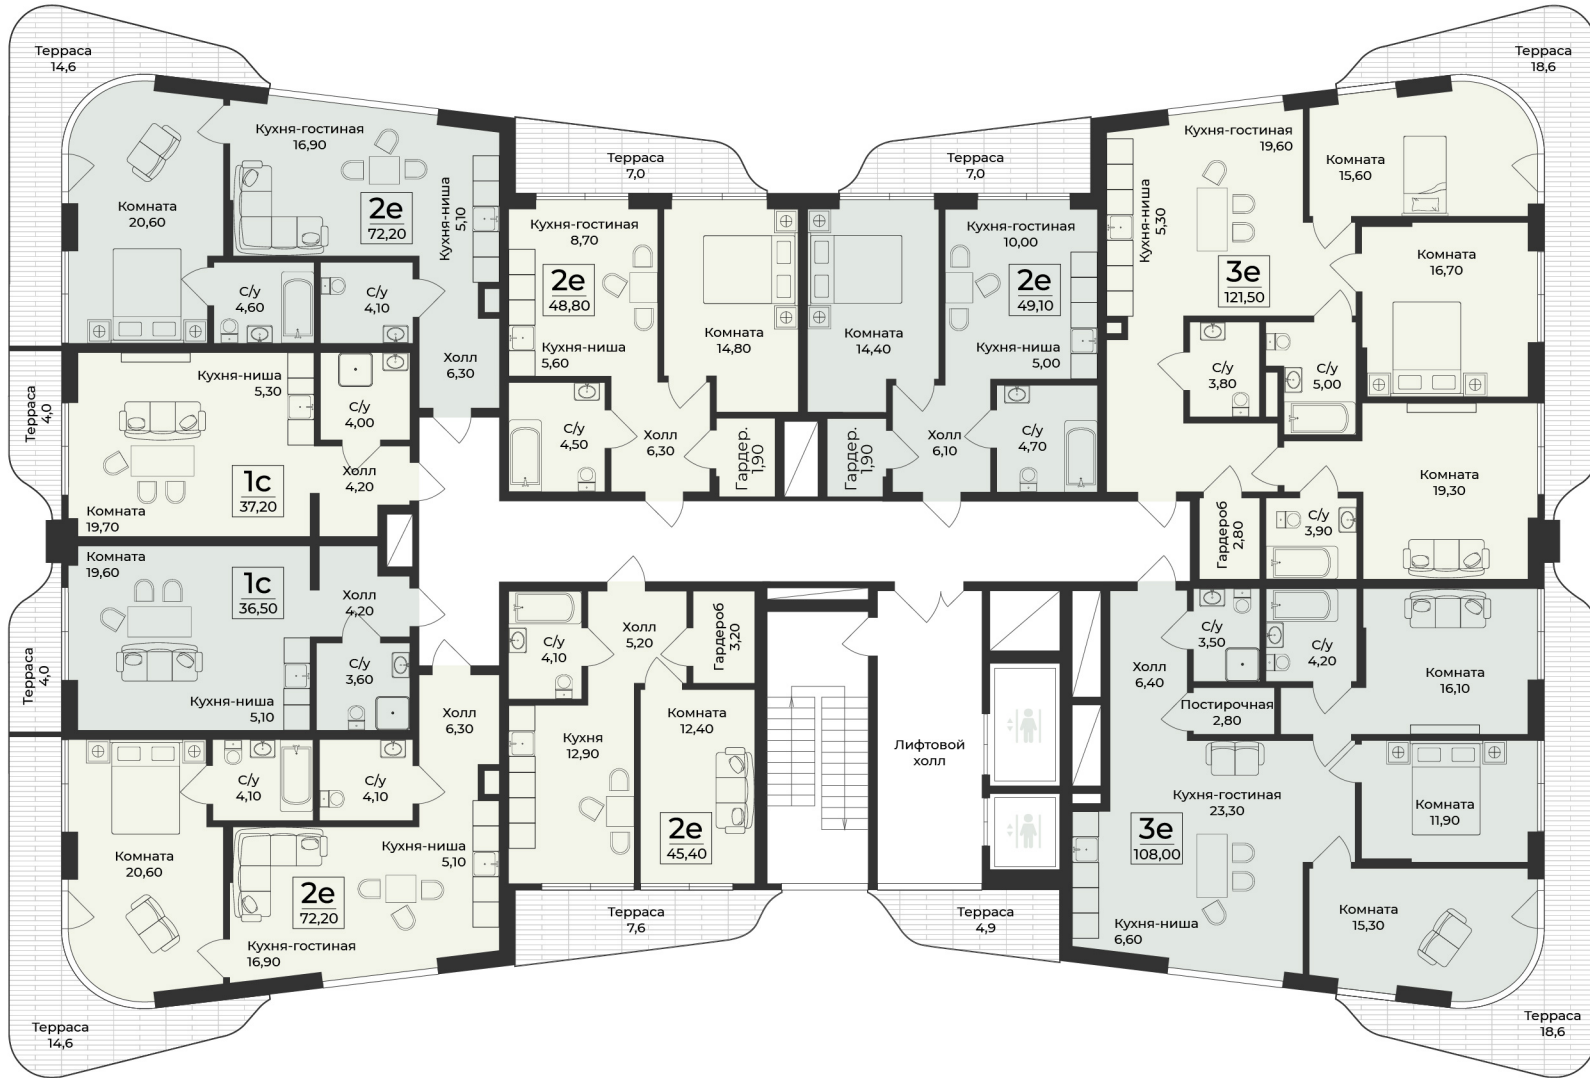 Терраса
14,6
Комната
20,60
Кухня-гостиная
16,90
2е
72,20
Кухня-ниша
5,10
С/у
4,60
С/у
4,10
Холл
6,30
Терраса
7,0
Кухня-гостиная
8,70
2е
48,80
Кухня-ниша
5,60
Комната
14,80
С/у
4,50
Холл
6,30
Гардер.
1,90
Терраса
7,0
Кухня-гостиная
10,00
2е
49,10
Кухня-ниша
5,00
Комната
14,40
Гардер.
1,90
Холл
6,10
С/у
4,70
Терраса
18,6
Кухня-гостиная
19,60
Кухня-ниша
5,30
3е
121,50
Комната
15,60
Комната
16,70
С/у
3,80
С/у
5,00
Комната
19,30
Гардероб
2,80
С/у
3,90
Терраса
4,0
Кухня-ниша
5,30
С/у
4,00
Холл
4,20
1с
37,20
Комната
19,70
Комната
19,60
1с
36,50
Холл
4,20
Терраса
4,0
С/у
3,60
Кухня-ниша
5,10
Холл
6,30
С/у
4,10
С/у
4,10
Комната
20,60
Кухня-ниша
5,10
2е
72,20
Кухня-гостиная
16,90
Терраса
14,6
С/у
4,10
Холл
5,20
Гардероб
3,20
Кухня
12,90
Комната
12,40
2е
45,40
Терраса
7,6
Лифтовой
холл
Терраса
4,9
Холл
6,40
С/у
3,50
С/у
4,20
Комната
16,10
Постирочная
2,80
Кухня-гостиная
23,30
3е
108,00
Комната
11,90
Кухня-ниша
6,60
Комната
15,30
Терраса
18,6